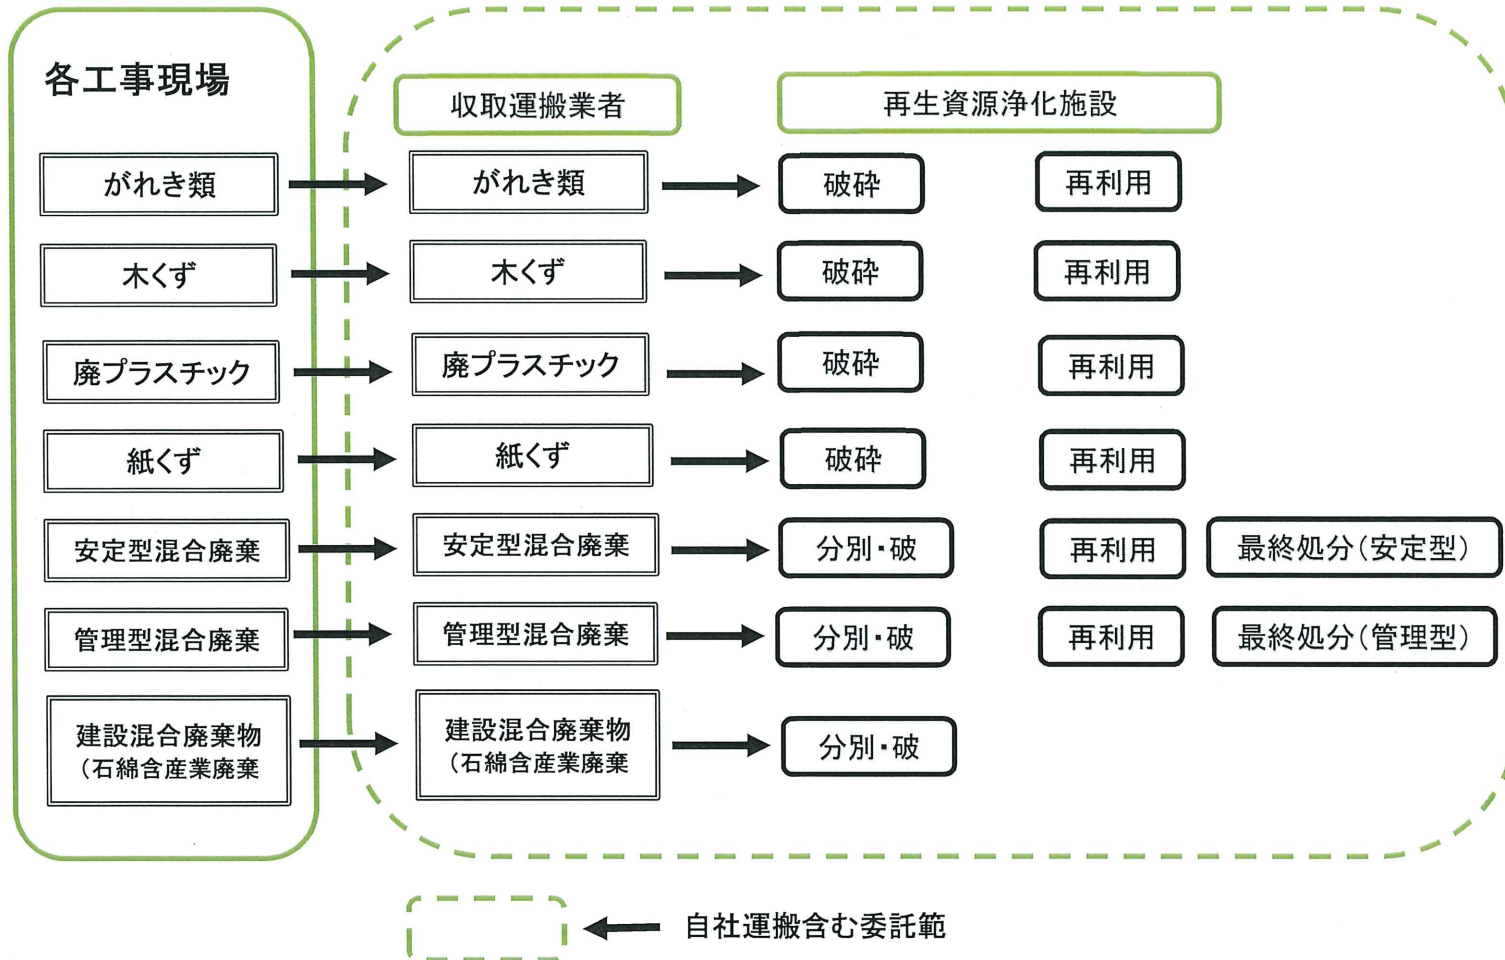 各工事現場
収取運搬業者
再生資源浄化施設
がれき類
がれき類
破砕
再利用
木くず
木くず
破砕
再利用
廃プラスチック
廃プラスチック
破砕
再利用
紙くず
紙くず
破砕
再利用
安定型混合廃棄
安定型混合廃棄
分別・破
再利用
最終処分(安定型)
管理型混合廃棄
管理型混合廃棄
分別・破
再利用
最終処分(管理型)
建設混合廃棄物
(石綿含産業廃棄
建設混合廃棄物
(石綿含産業廃棄
分別・破
自社運搬含む委託範